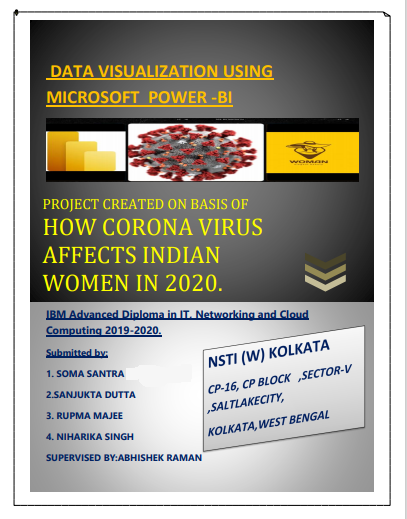 DATA VISUALIZATION USING
MICROSOFT POWER -BI
WOMAN
PROJECT CREATED ON BASIS OF
HOW CORONA VIRUS
AFFECTS INDIAN
WOMEN IN 2020.
IBM Advanced Diploma in IT, Networking and Cloud
Computing 2019-2020.
Submitted by:
1. SOMA SANTRA
2.SANJUKTA DUTTA
3. RUPMA MAJEE
4. NIHARIKA SINGH
SUPERVISED BY:ABHISHEK RAMAN
NSTI (W) KOLKATA
CP-16, CP BLOCK ,SECTOR-V
,SALTLAKECITY,
KOLKATA,WEST BENGAL